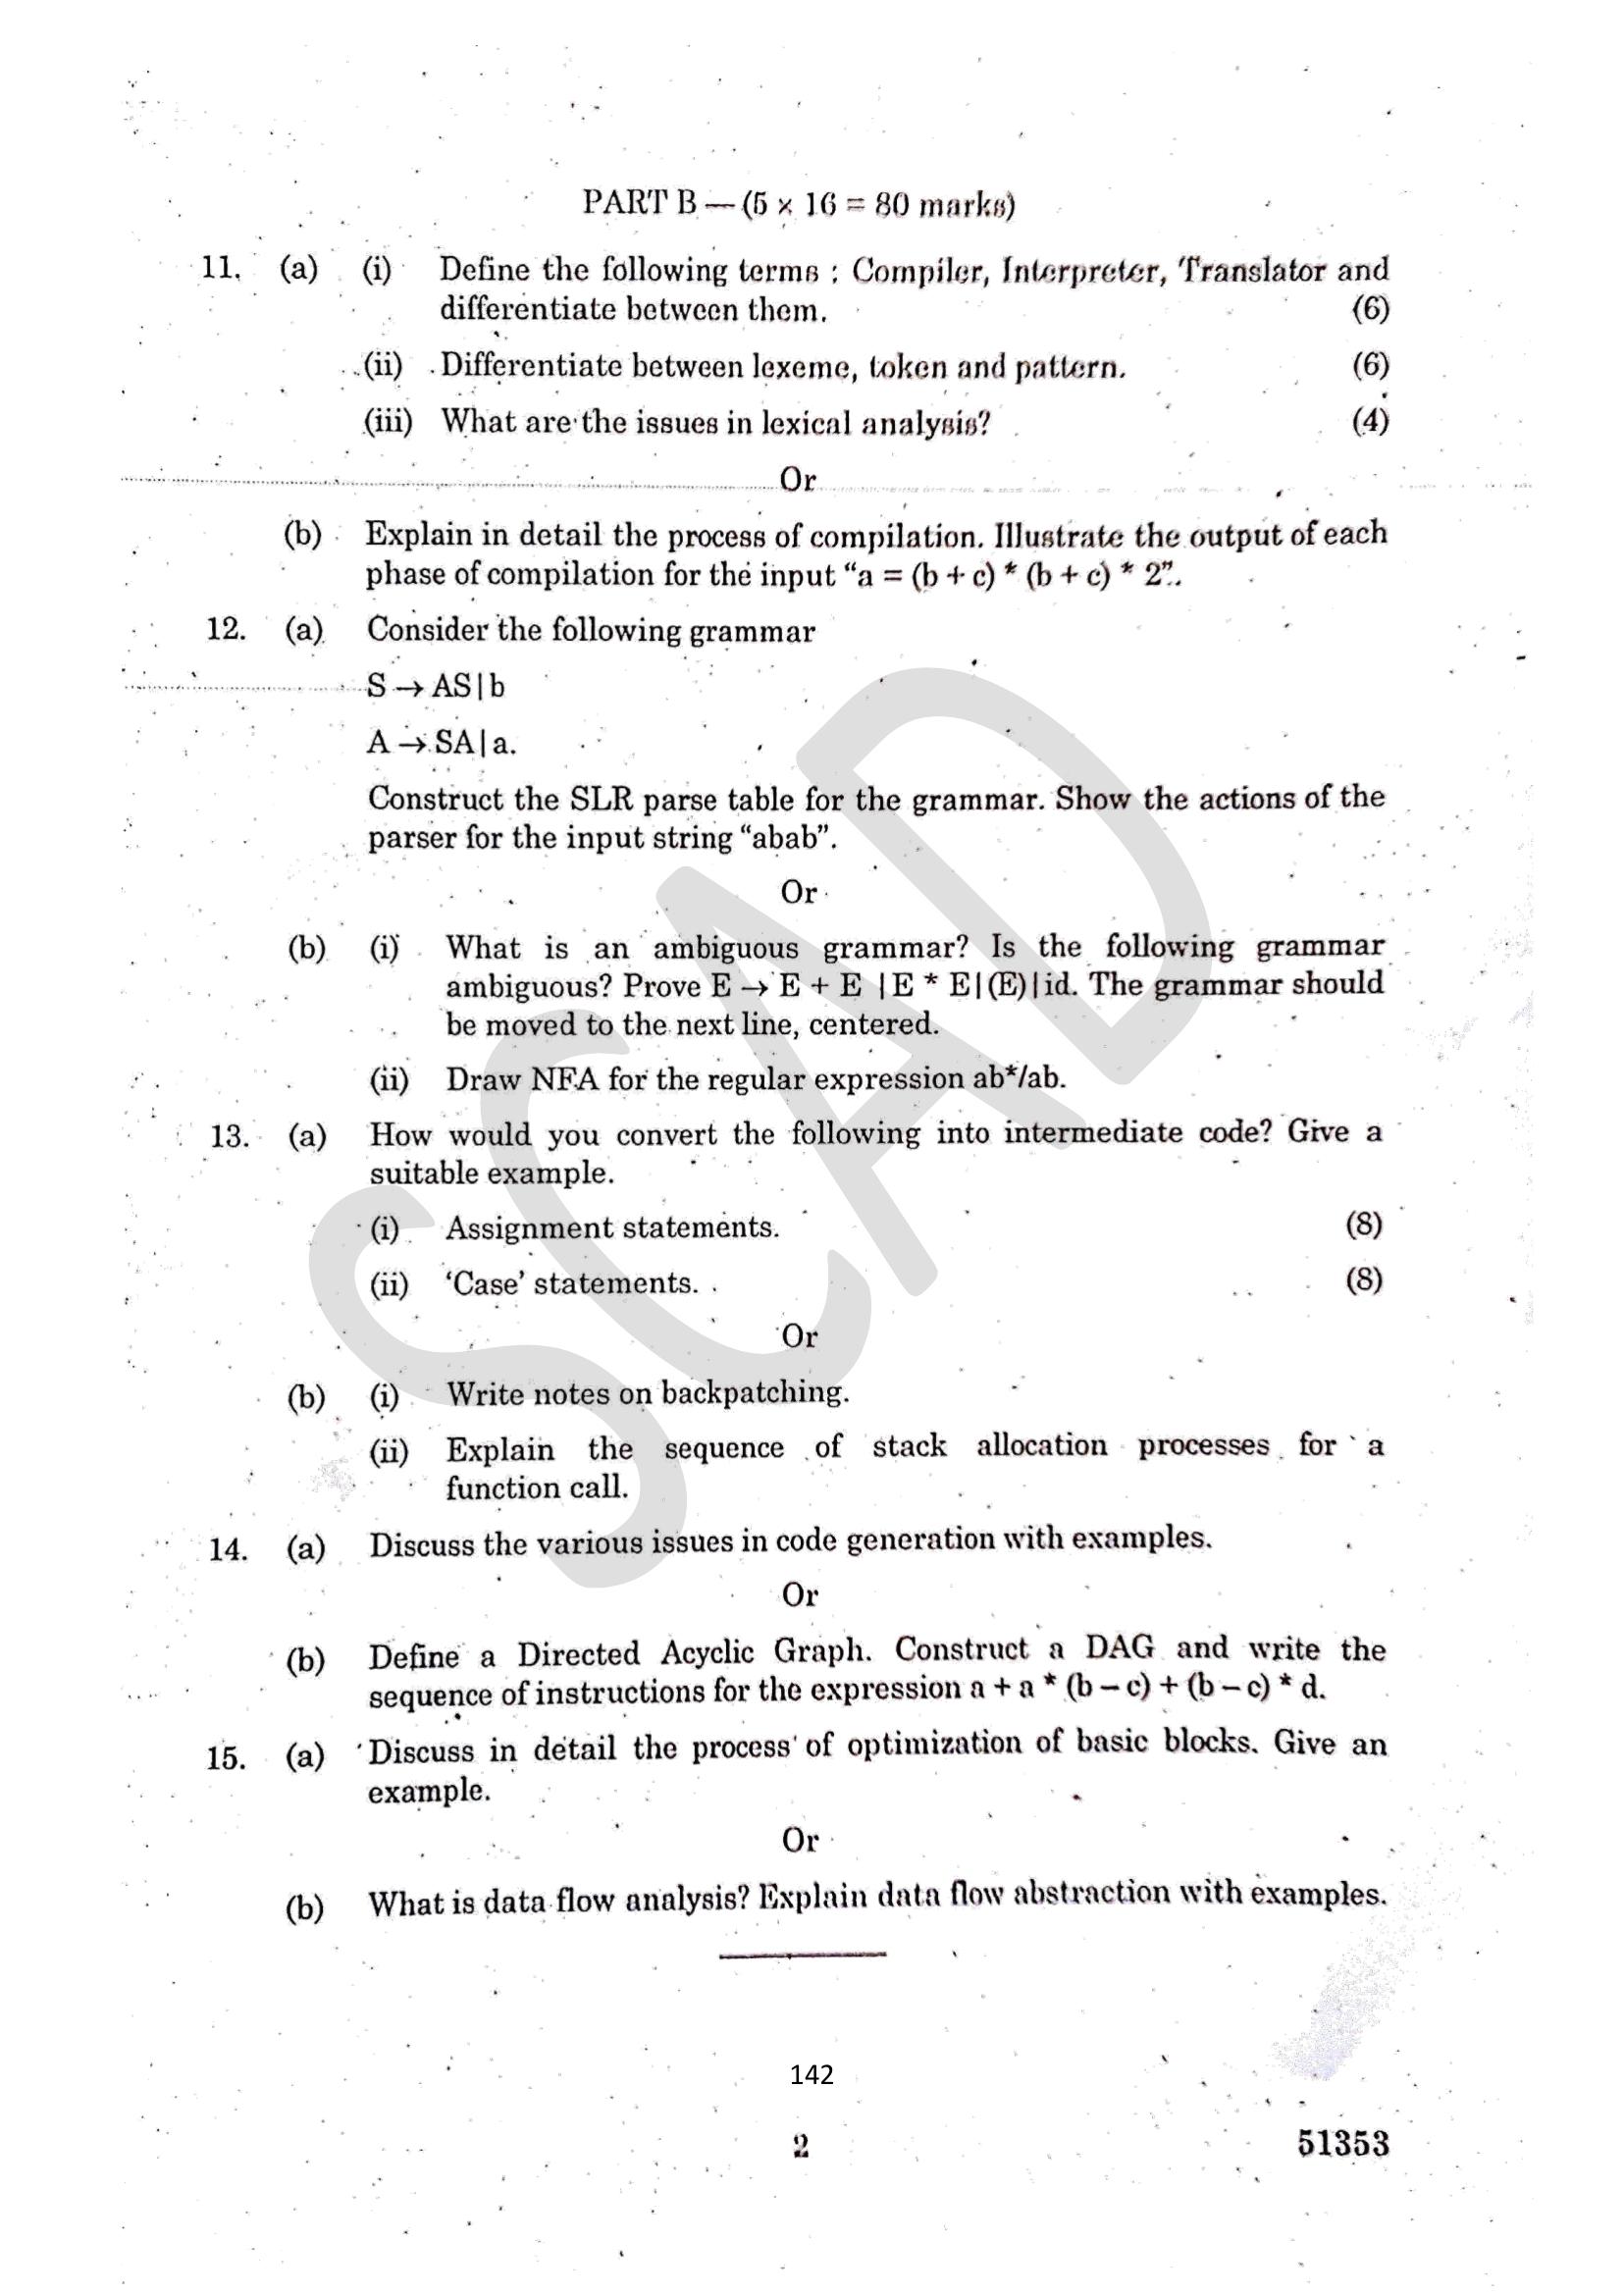 PART B — (5 × 16 = 80 marks)
11. (a) (i) Define the following terms : Compiler, Interpreter, Translator and
differentiate between them. (6)
(ii) Differentiate between lexeme, token and pattern. (6)
(iii) What are the issues in lexical analysis? (4)
Or
(b) Explain in detail the process of compilation. Illustrate the output of each
phase of compilation for the input “a = (b + c) * (b + c) * 2”.
12. (a) Consider the following grammar
S → AS|b
A → SA|a.
Construct the SLR parse table for the grammar. Show the actions of the
parser for the input string “abab”.
Or
(b) (i) What is an ambiguous grammar? Is the following grammar
ambiguous? Prove E → E + E |E * E|(E)|id. The grammar should
be moved to the next line, centered.
(ii) Draw NFA for the regular expression ab*/ab.
13. (a) How would you convert the following into intermediate code? Give a
suitable example.
(i) Assignment statements. (8)
(ii) ‘Case’ statements. (8)
Or
(b) (i) Write notes on backpatching.
(ii) Explain the sequence of stack allocation processes for a
function call.
14. (a) Discuss the various issues in code generation with examples.
Or
(b) Define a Directed Acyclic Graph. Construct a DAG and write the
sequence of instructions for the expression a + a * (b – c) + (b – c) * d.
15. (a) Discuss in detail the process of optimization of basic blocks. Give an
example.
Or
(b) What is data flow analysis? Explain data flow abstraction with examples.
142
2 51353
SCAD